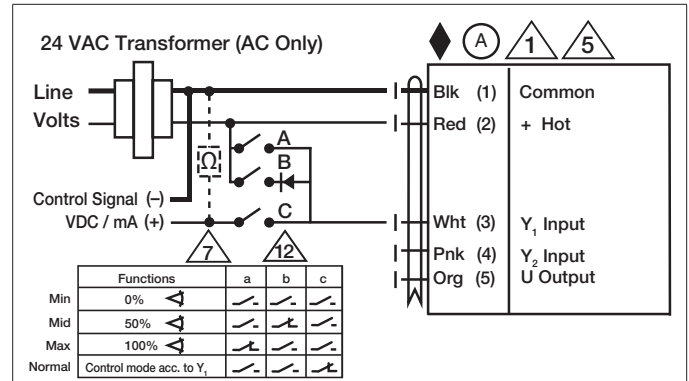 24 VAC Transformer (AC Only)
A 1 5
Line
Volts
Blk (1) Common
Red (2) + Hot
A
Ω
B
Control Signal (–)
VDC / mA (+)
C
Wht (3) Y₁ Input
Pnk (4) Y₂ Input
Org (5) U Output
7 12
Functions a b c
Min 0%
Mid 50%
Max 100%
Normal Control mode acc. to Y₁